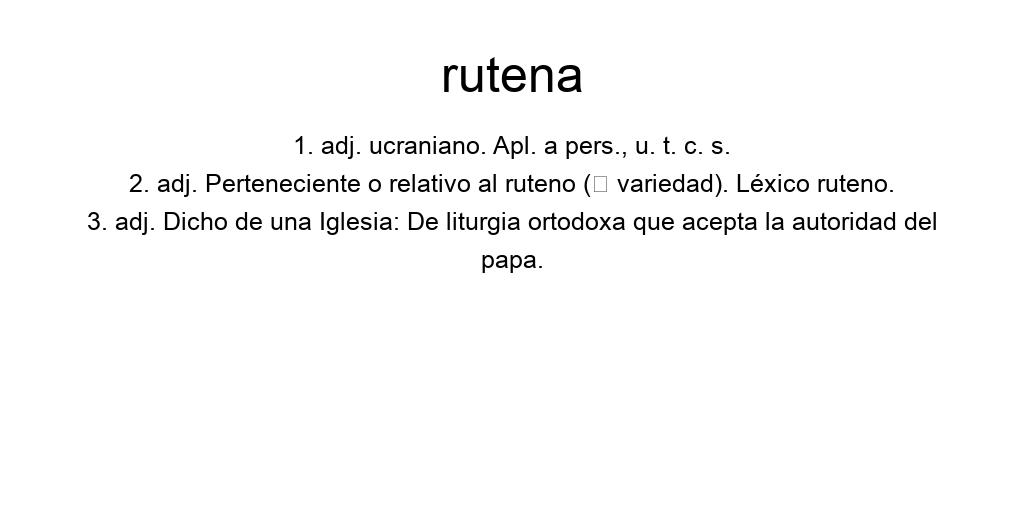 rutena
1. adj. ucraniano. Apl. a pers., u. t. c. s.
2. adj. Perteneciente o relativo al ruteno (□ variedad). Léxico ruteno.
3. adj. Dicho de una Iglesia: De liturgia ortodoxa que acepta la autoridad del
papa.